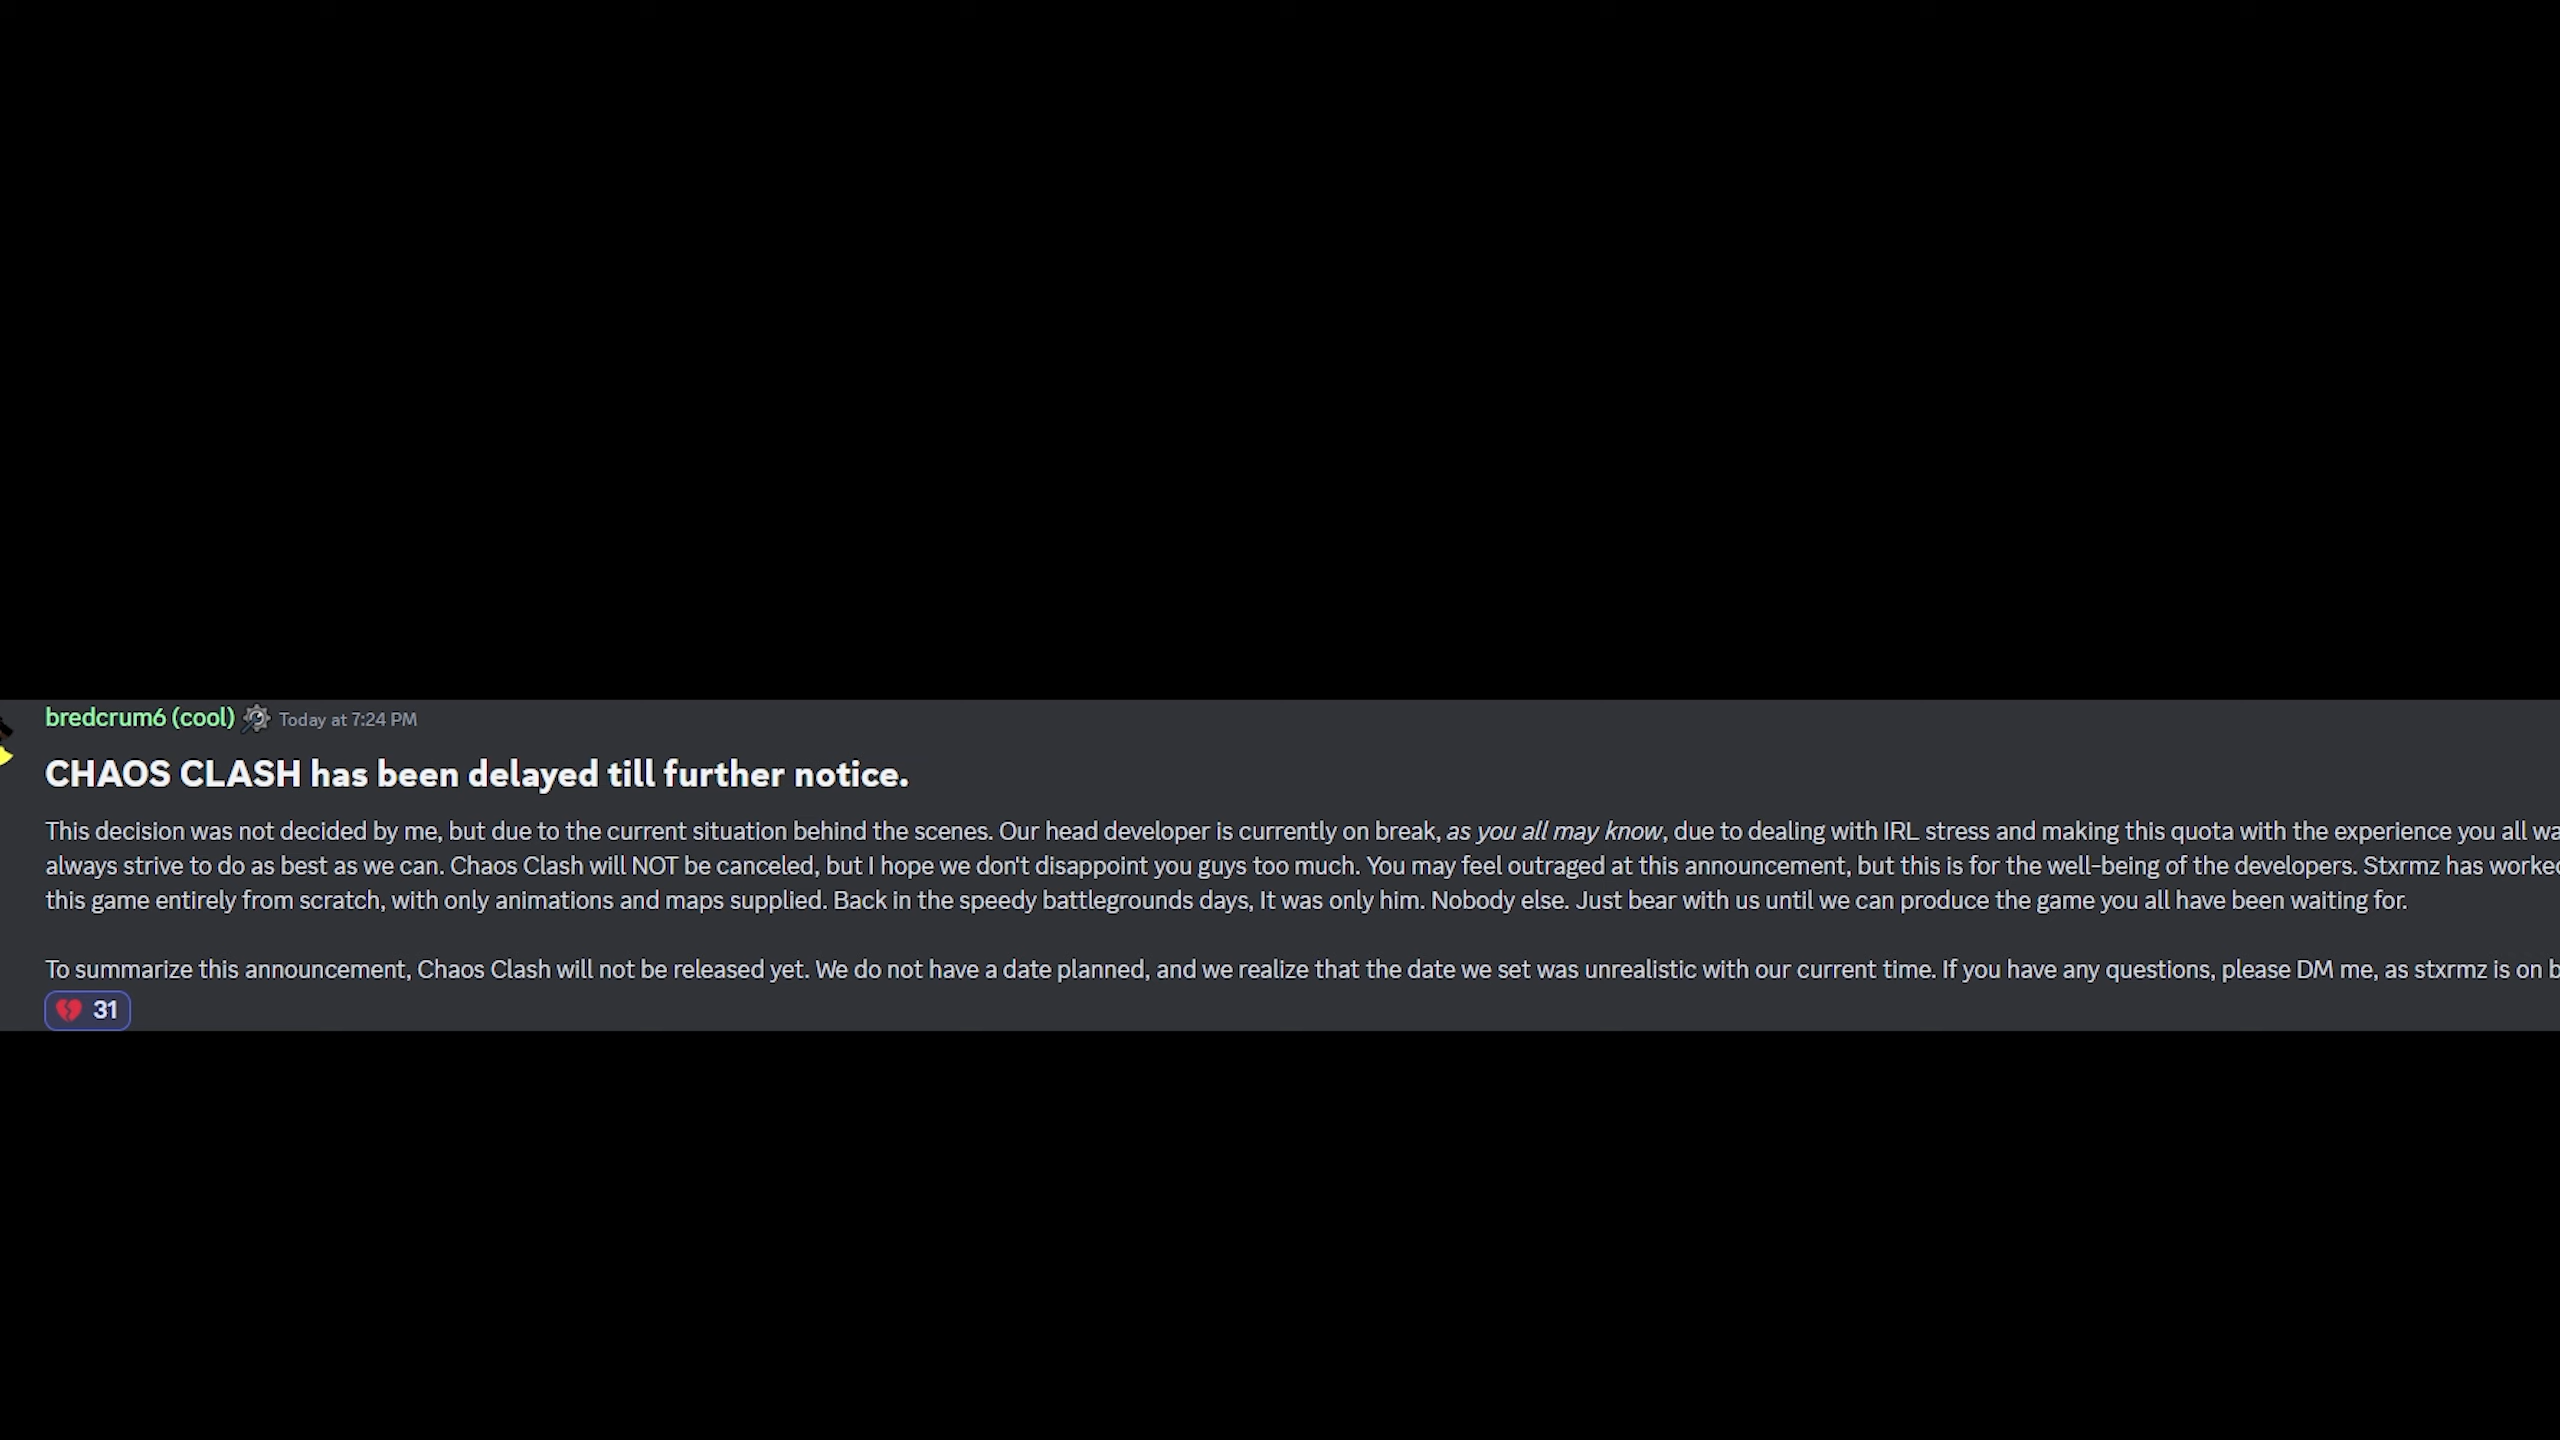 bredcrum6 (cool) Today at 7:24 PM
CHAOS CLASH has been delayed till further notice.
This decision was not decided by me, but due to the current situation behind the scenes. Our head developer is currently on break, as you all may know, due to dealing with IRL stress and making this quota with the experience you all wa
always strive to do as best as we can. Chaos Clash will NOT be canceled, but I hope we don't disappoint you guys too much. You may feel outraged at this announcement, but this is for the well-being of the developers. Stxrmz has worked
this game entirely from scratch, with only animations and maps supplied. Back in the speedy battlegrounds days, It was only him. Nobody else. Just bear with us until we can produce the game you all have been waiting for.
To summarize this announcement, Chaos Clash will not be released yet. We do not have a date planned, and we realize that the date we set was unrealistic with our current time. If you have any questions, please DM me, as stxrmz is on b
31